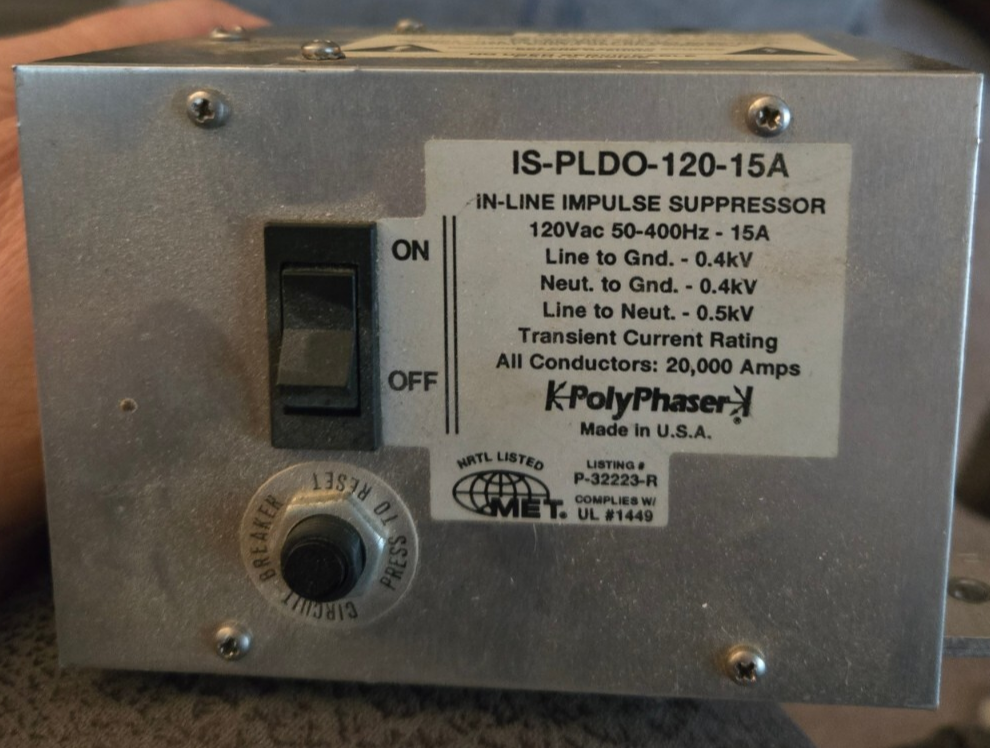 IS-PLDO-120-15A
IN-LINE IMPULSE SUPPRESSOR
120Vac 50-400Hz - 15A
Line to Gnd. - 0.4kV
Neut. to Gnd. - 0.4kV
Line to Neut. - 0.5kV
Transient Current Rating
All Conductors: 20,000 Amps
PolyPhaser®
Made in U.S.A.
ON
OFF
NRTL LISTED
MET.
LISTING #
P-32223-R
COMPLIES W/
UL #1449
CIRCUIT BREAKER
PRESS TO RESET